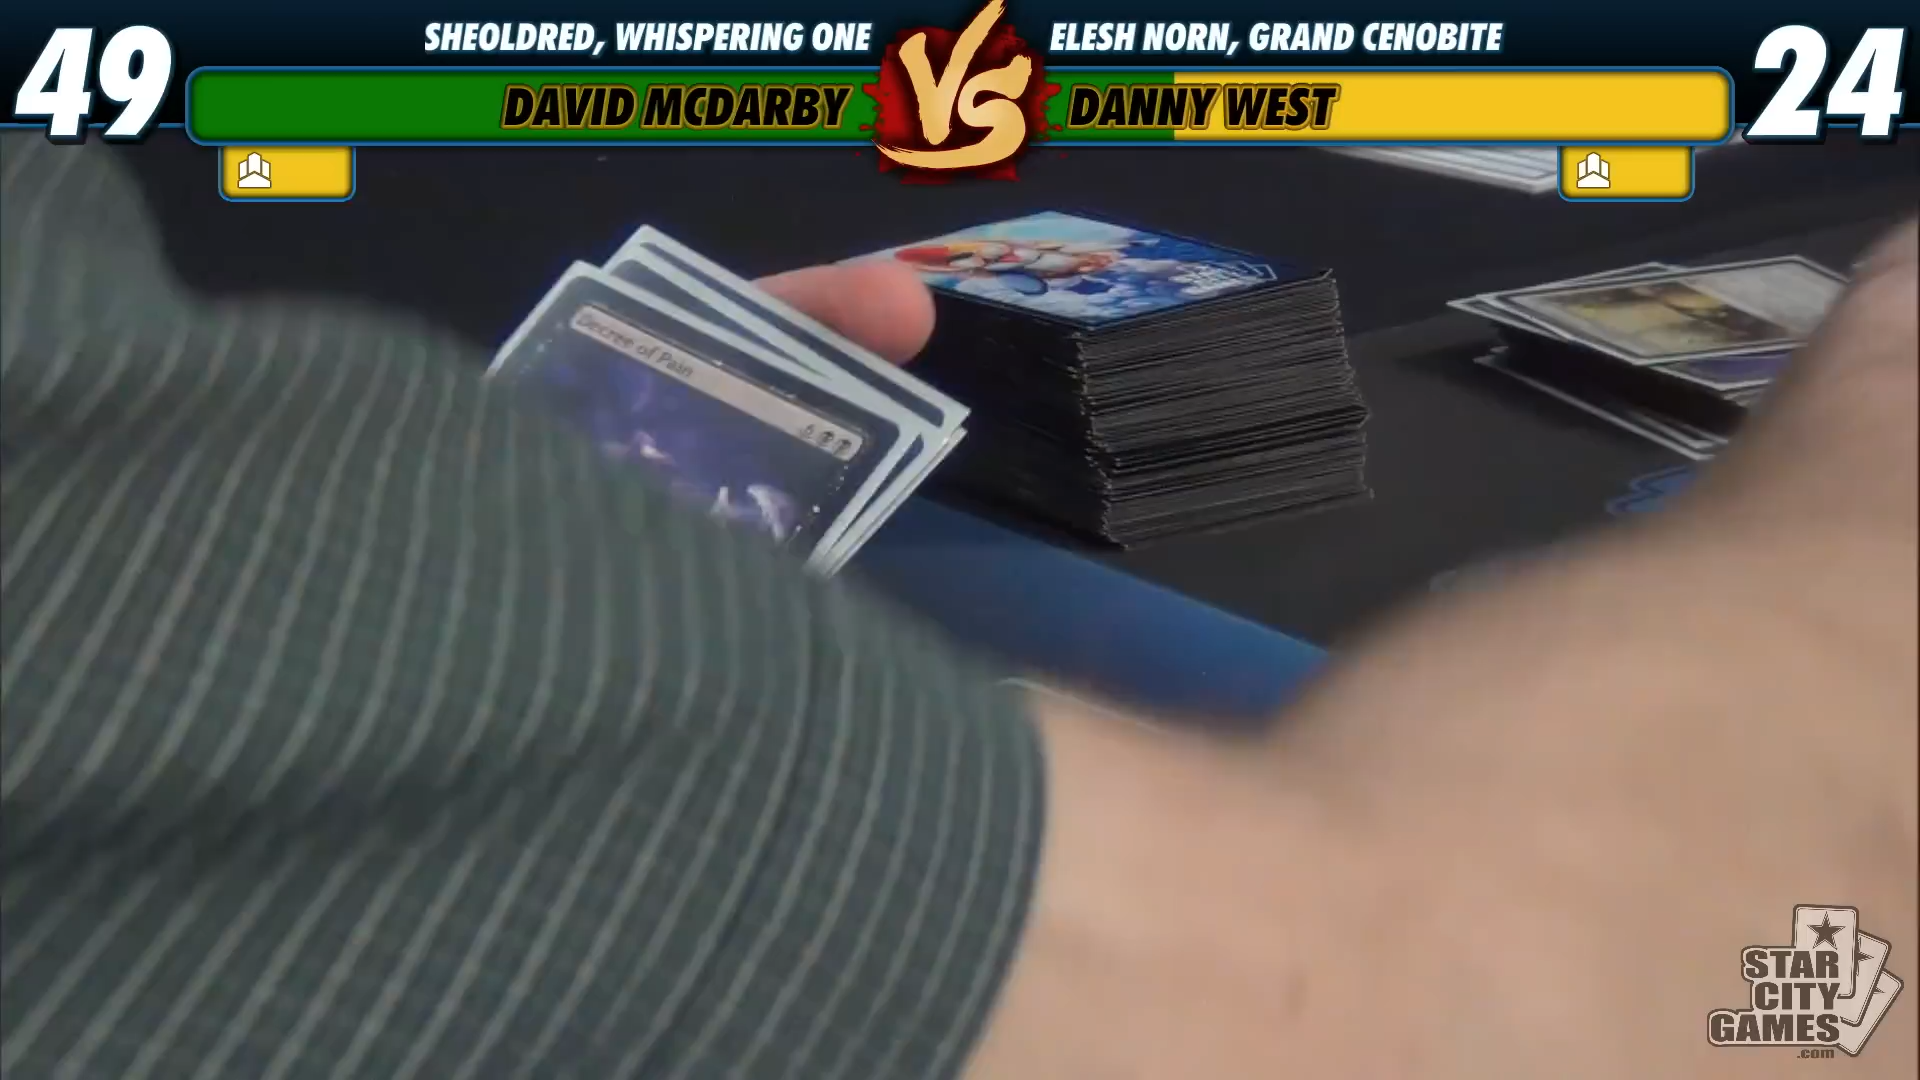 49
SHEOLDRED, WHISPERING ONE
VS
ELESH NORN, GRAND CENOBITE
24
DAVID MCDARBY
DANNY WEST
Decree of Pain
6
STAR
CITY
GAMES
.com